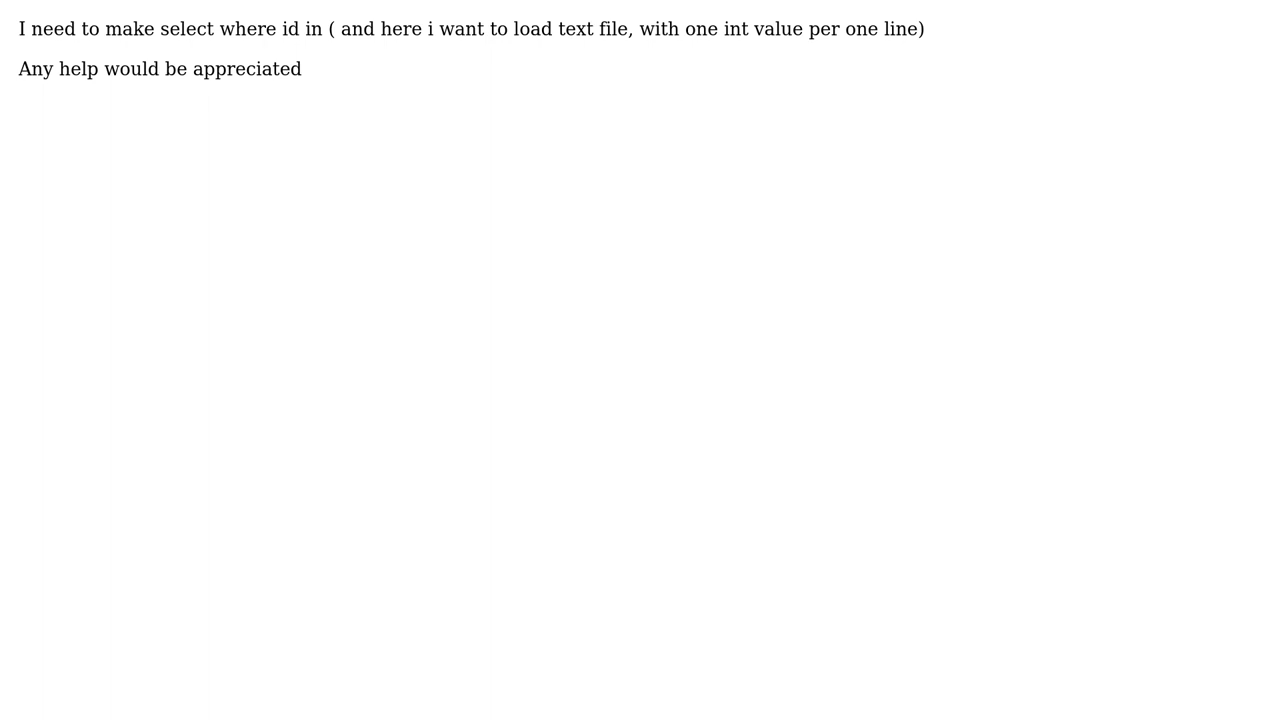 I need to make select where id in ( and here i want to load text file, with one int value per one line)
Any help would be appreciated